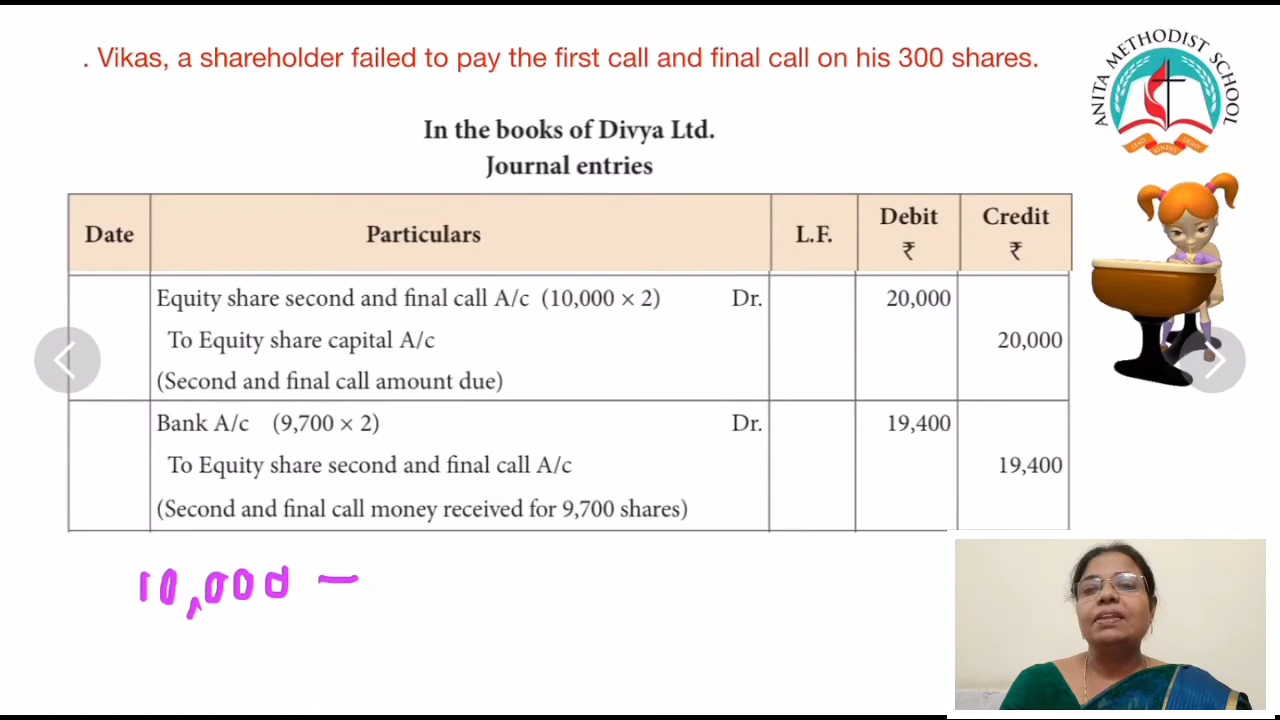 . Vikas, a shareholder failed to pay the first call and final call on his 300 shares.
ANITA METHODIST SCHOOL
In the books of Divya Ltd.
Journal entries
Date Particulars L.F. Debit ₹ Credit ₹
Equity share second and final call A/c (10,000 × 2) Dr. 20,000
To Equity share capital A/c 20,000
(Second and final call amount due)
Bank A/c (9,700 × 2) Dr. 19,400
To Equity share second and final call A/c 19,400
(Second and final call money received for 9,700 shares)
10,000 –